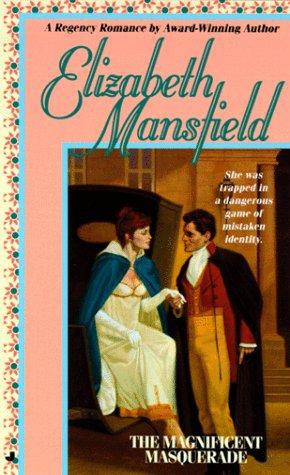 A Regency Romance by Award-Winning Author
Elizabeth
Mansfield
She was
trapped in
a dangerous
game of
mistaken
identity.
THE MAGNIFICENT
MASQUERADE